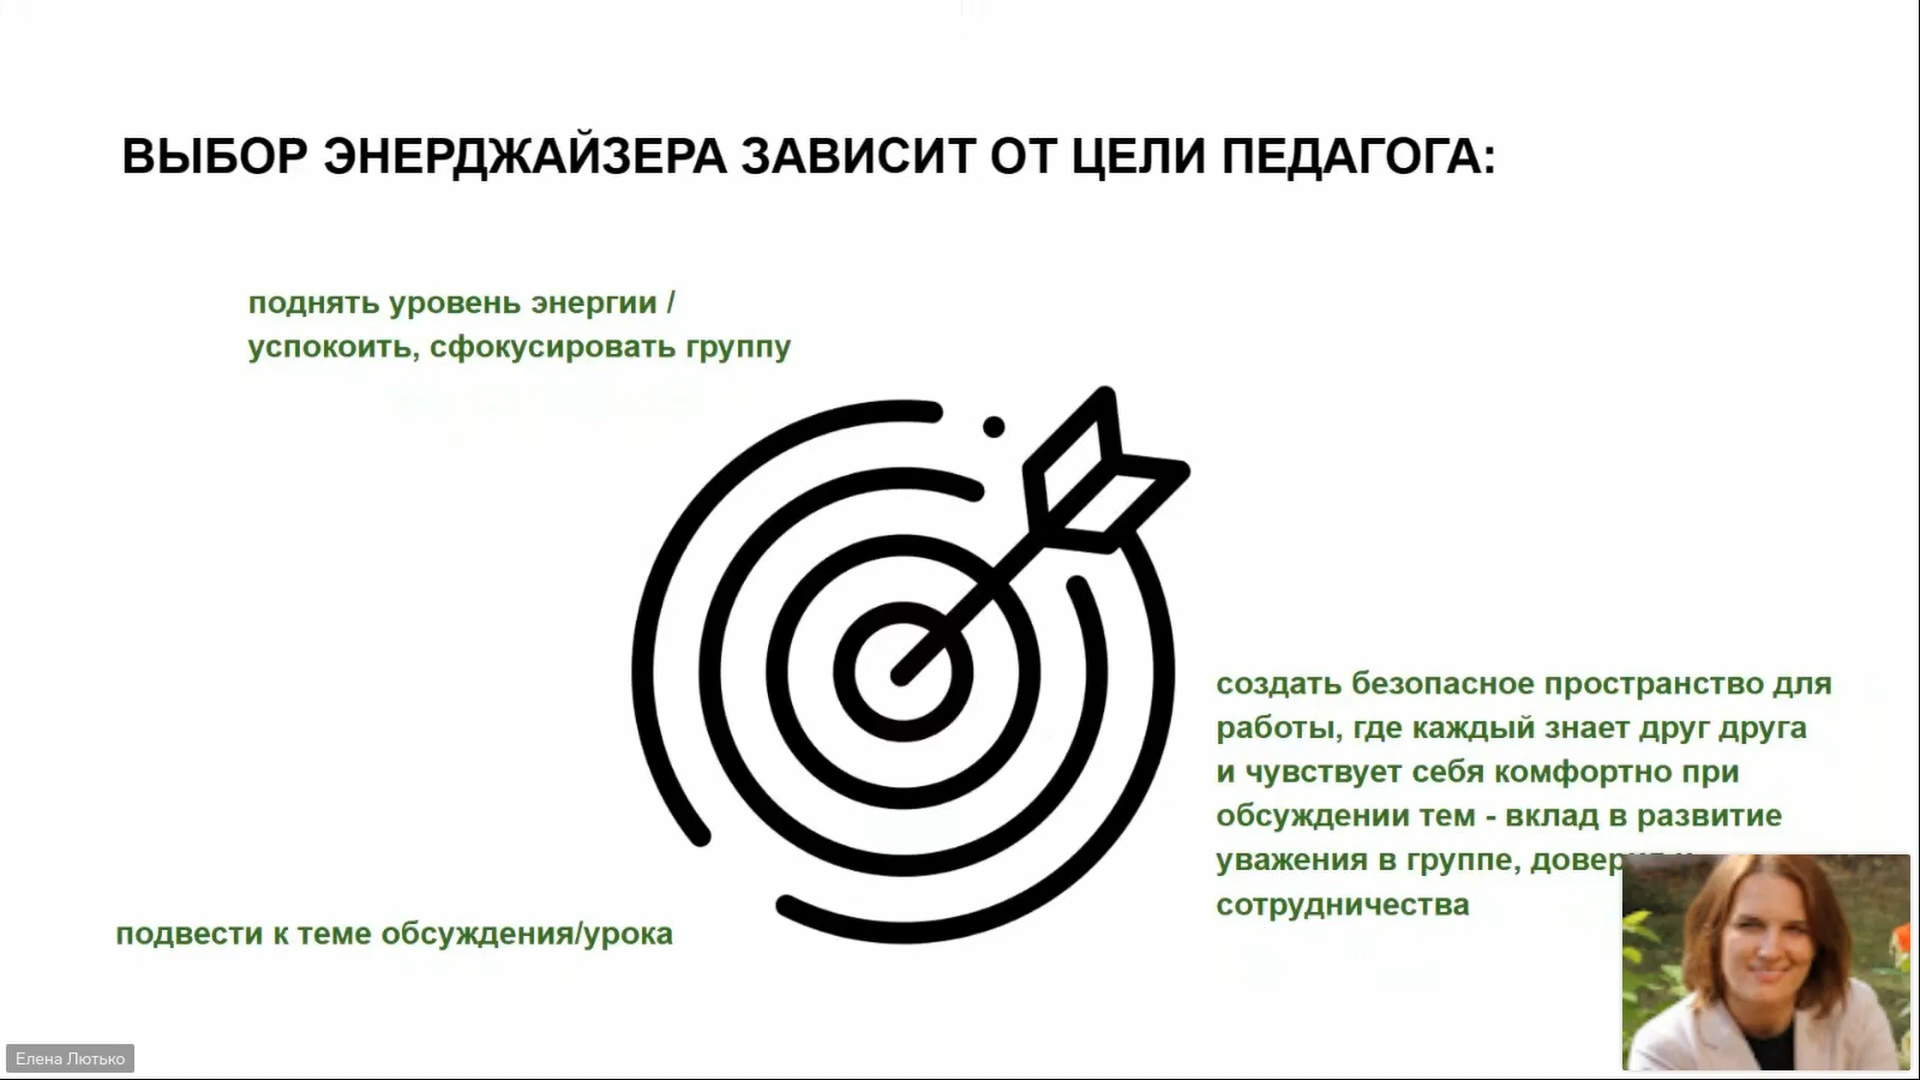 ВЫБОР ЭНЕРДЖАЙЗЕРА ЗАВИСИТ ОТ ЦЕЛИ ПЕДАГОГА:
поднять уровень энергии /
успокоить, сфокусировать группу
создать безопасное пространство для
работы, где каждый знает друг друга
и чувствует себя комфортно при
обсуждении тем - вклад в развитие
уважения в группе,
сотрудничества
подвести к теме обсуждения/урока
Елена Лютько